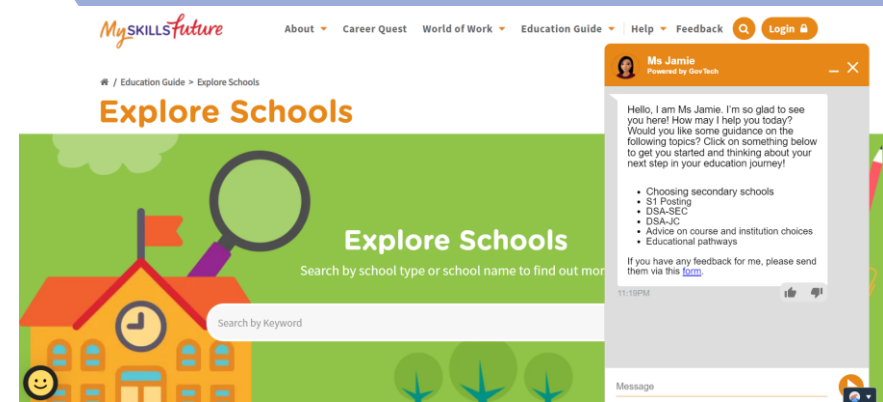 MySKILLSfuture
About Career Quest World of Work Education Guide Help Feedback Login
/ Education Guide > Explore Schools
Explore Schools
Explore Schools
Search by school type or school name to find out mor
Search by Keyword
Ms Jamie
Powered by GovTech
Hello, I am Ms Jamie. I'm so glad to see
you here! How may I help you today?
Would you like some guidance on the
following topics? Click on something below
to get you started and thinking about your
next step in your education journey!
• Choosing secondary schools
• S1 Posting
• DSA-SEC
• DSA-JC
• Advice on course and institution choices
• Educational pathways
If you have any feedback for me, please send
them via this form.
11:19PM
Message